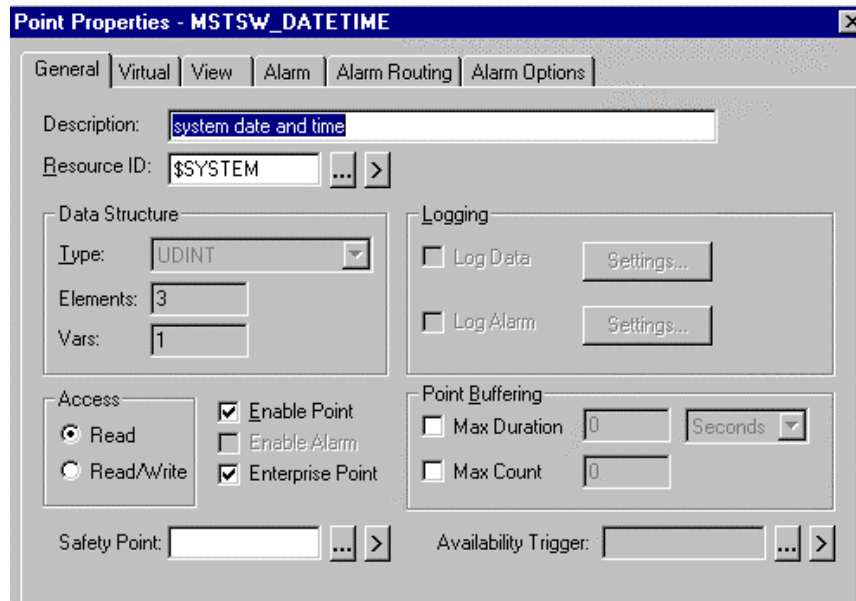 Point Properties - MSTSW_DATETIME
General Virtual View Alarm Alarm Routing Alarm Options
Description: system date and time
Resource ID: $SYSTEM ... >
Data Structure
Type: UDINT
Elements: 3
Vars: 1
Logging
Log Data Settings...
Log Alarm Settings...
Access
Read
Read/Write
Enable Point
Enable Alarm
Enterprise Point
Point Buffering
Max Duration 0 Seconds
Max Count 0
Safety Point: ... >
Availability Trigger: ... >